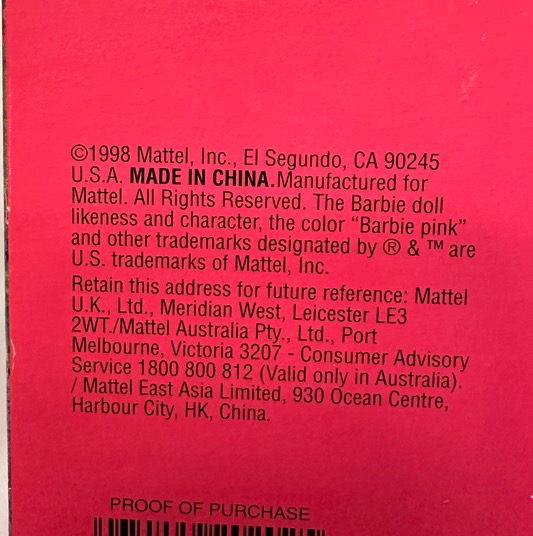 ©1998 Mattel, Inc., El Segundo, CA 90245
U.S.A. MADE IN CHINA. Manufactured for
Mattel. All Rights Reserved. The Barbie doll
likeness and character, the color “Barbie pink”
and other trademarks designated by ® & ™ are
U.S. trademarks of Mattel, Inc.
Retain this address for future reference: Mattel
U.K., Ltd., Meridian West, Leicester LE3
2WT./Mattel Australia Pty., Ltd., Port
Melbourne, Victoria 3207 - Consumer Advisory
Service 1800 800 812 (Valid only in Australia).
/ Mattel East Asia Limited, 930 Ocean Centre,
Harbour City, HK, China.
PROOF OF PURCHASE